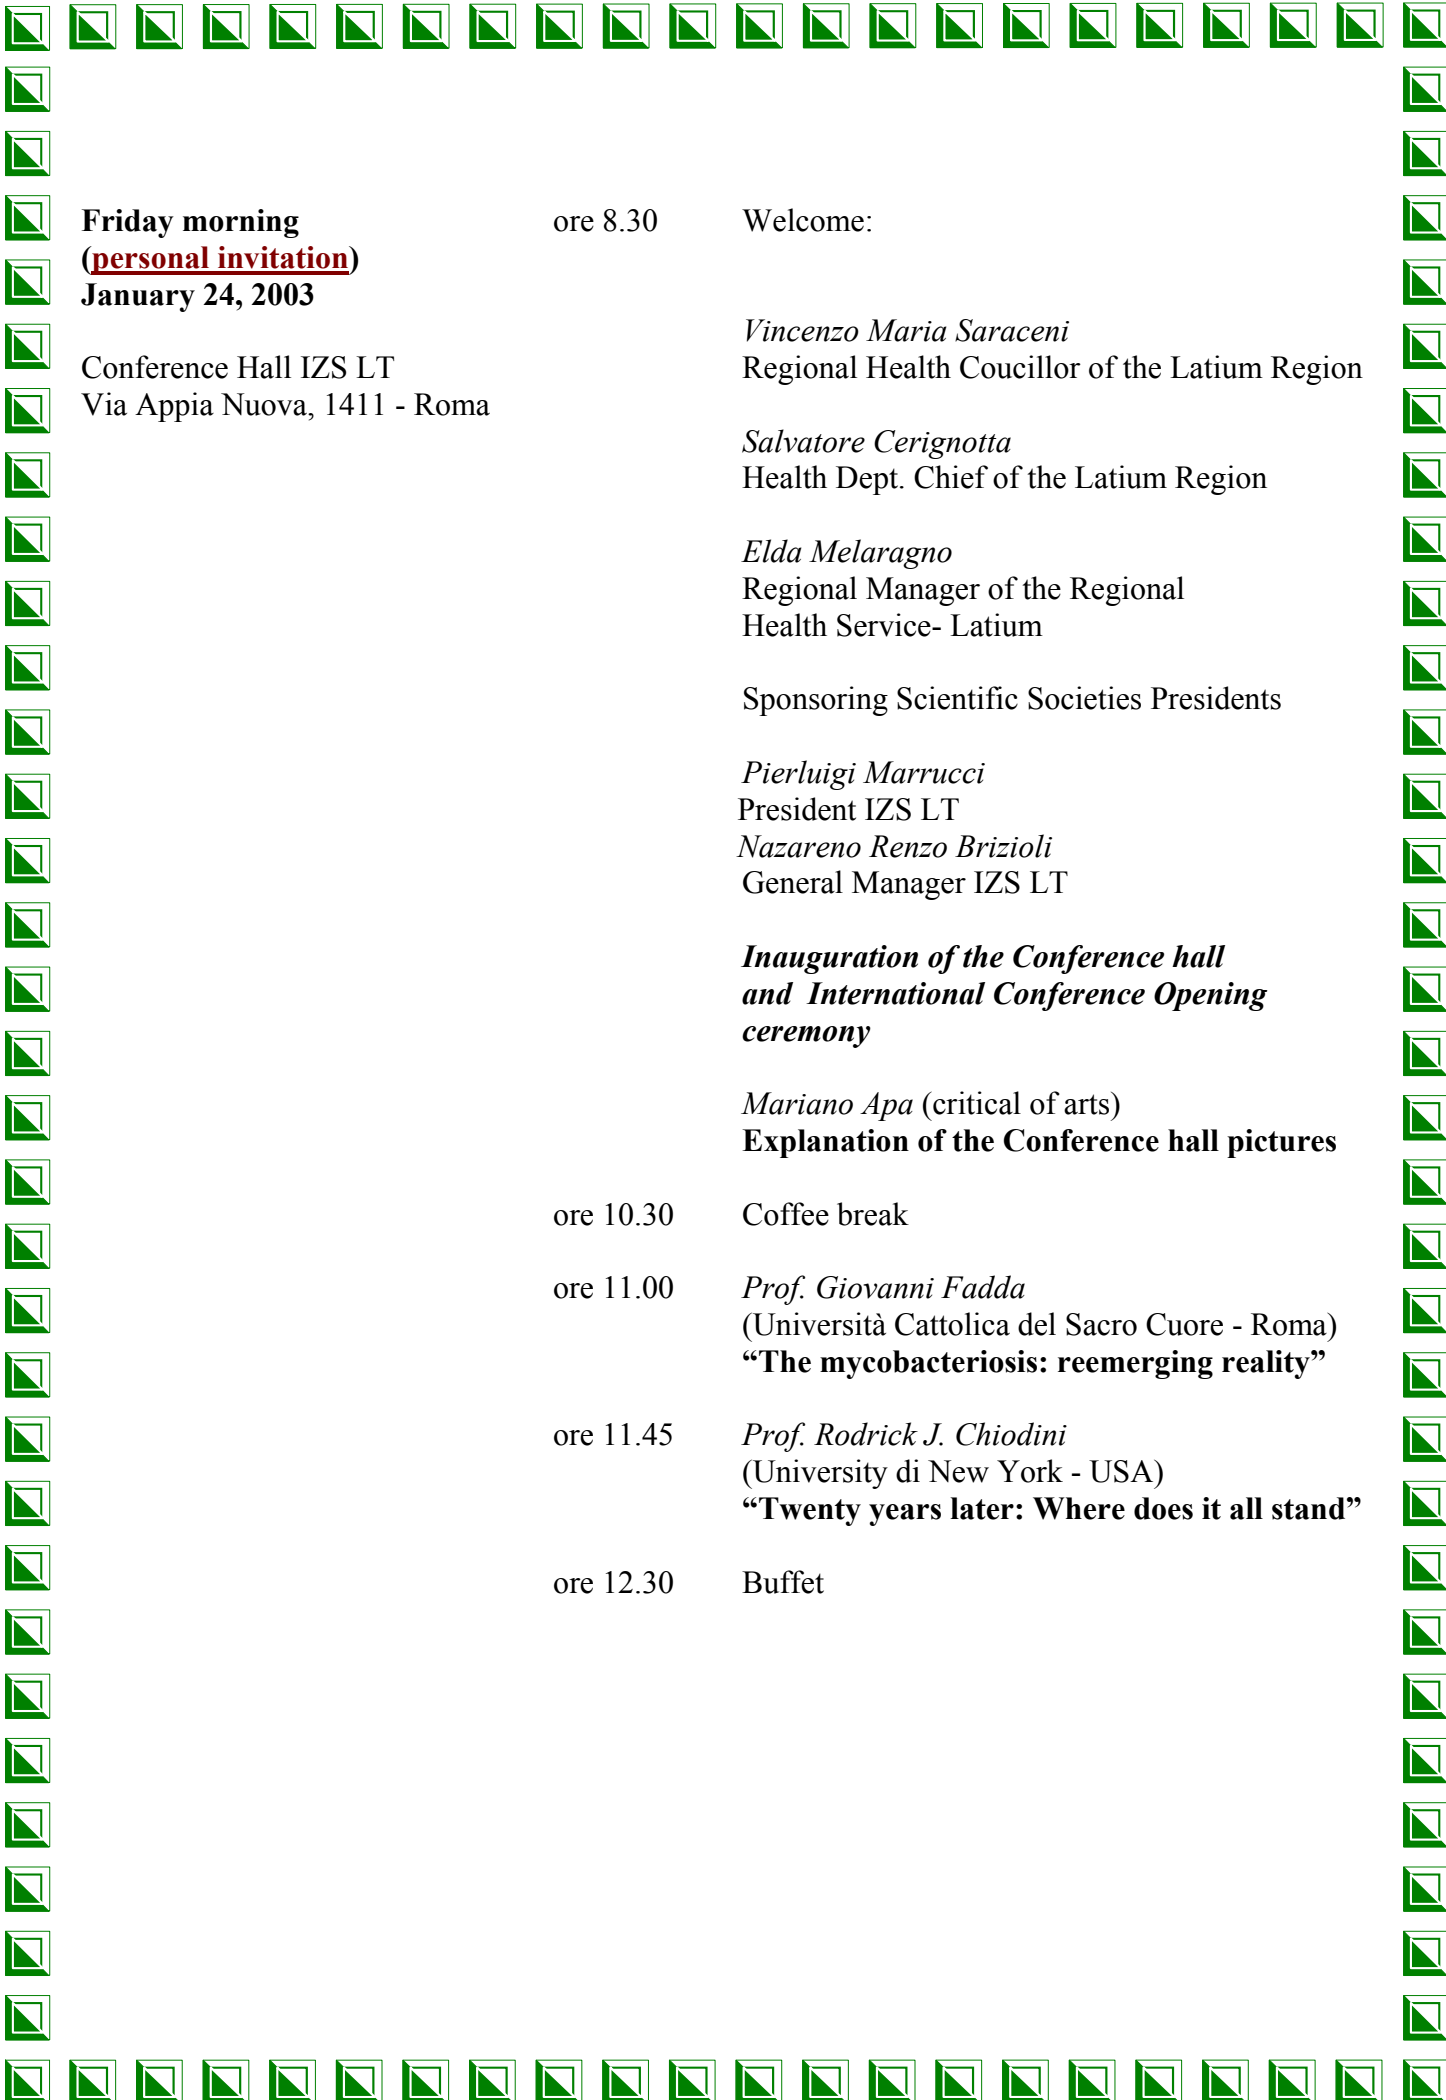 Friday morning
(personal invitation)
January 24, 2003
Conference Hall IZS LT
Via Appia Nuova, 1411 - Roma
ore 8.30 Welcome:
Vincenzo Maria Saraceni
Regional Health Coucillor of the Latium Region
Salvatore Cerignotta
Health Dept. Chief of the Latium Region
Elda Melaragno
Regional Manager of the Regional
Health Service- Latium
Sponsoring Scientific Societies Presidents
Pierluigi Marrucci
President IZS LT
Nazareno Renzo Brizioli
General Manager IZS LT
Inauguration of the Conference hall
and International Conference Opening
ceremony
Mariano Apa (critical of arts)
Explanation of the Conference hall pictures
ore 10.30 Coffee break
ore 11.00 Prof. Giovanni Fadda
(Università Cattolica del Sacro Cuore - Roma)
“The mycobacteriosis: reemerging reality”
ore 11.45 Prof. Rodrick J. Chiodini
(University di New York - USA)
“Twenty years later: Where does it all stand”
ore 12.30 Buffet